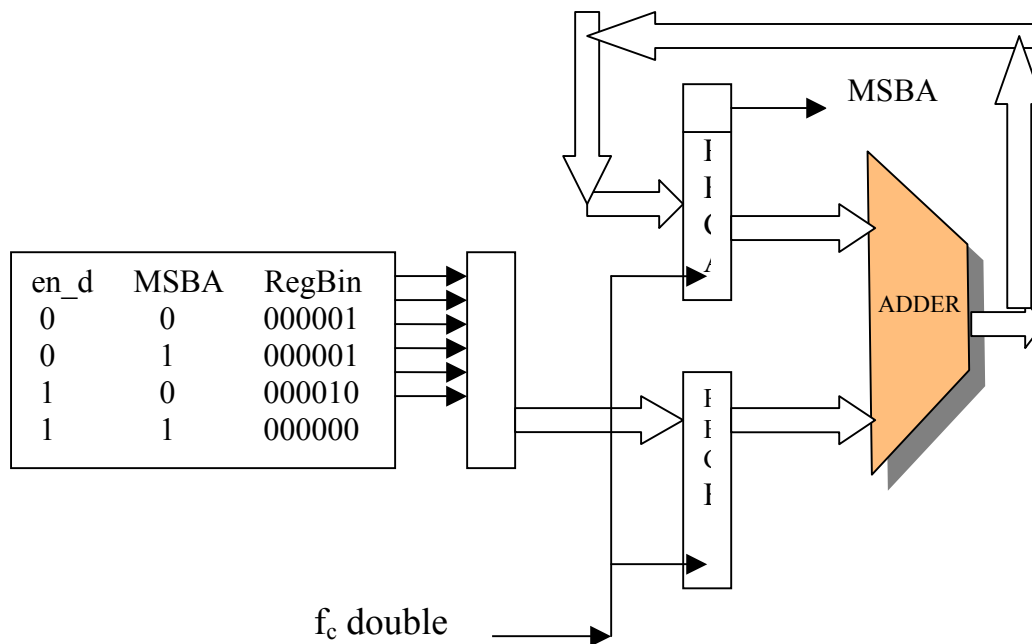 MSBA
en_d MSBA RegBin
0 0 000001
0 1 000001
1 0 000010
1 1 000000
ADDER
f_c double